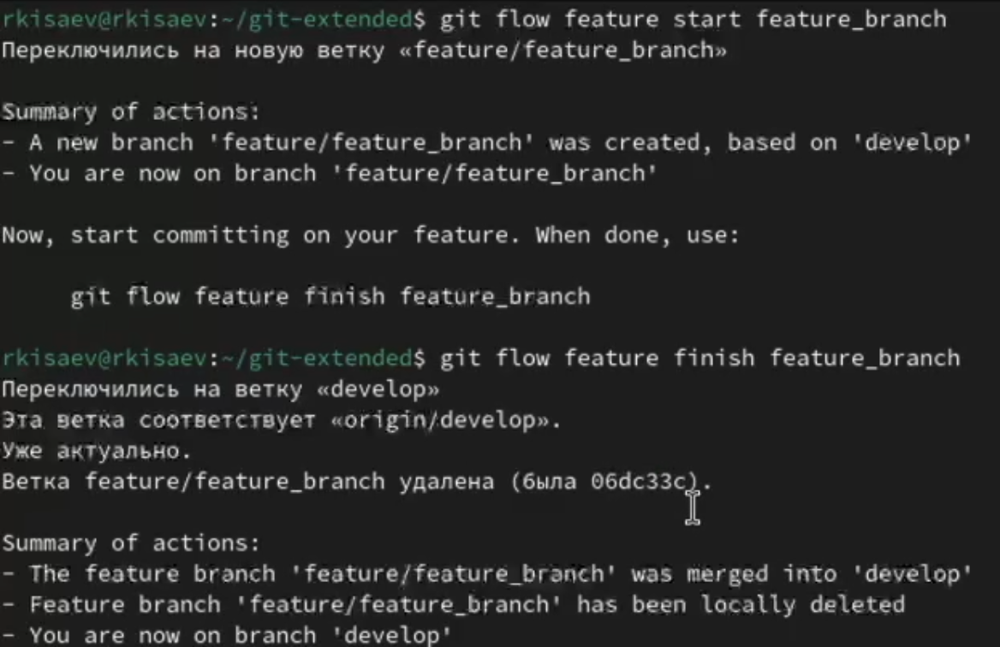 rkisaev@rkisaev:~/git-extended$ git flow feature start feature_branch
Переключились на новую ветку «feature/feature_branch»
Summary of actions:
- A new branch 'feature/feature_branch' was created, based on 'develop'
- You are now on branch 'feature/feature_branch'
Now, start committing on your feature. When done, use:
git flow feature finish feature_branch
rkisaev@rkisaev:~/git-extended$ git flow feature finish feature_branch
Переключились на ветку «develop»
Эта ветка соответствует «origin/develop».
Уже актуально.
Ветка feature/feature_branch удалена (была 06dc33c).
Summary of actions:
- The feature branch 'feature/feature_branch' was merged into 'develop'
- Feature branch 'feature/feature_branch' has been locally deleted
- You are now on branch 'develop'